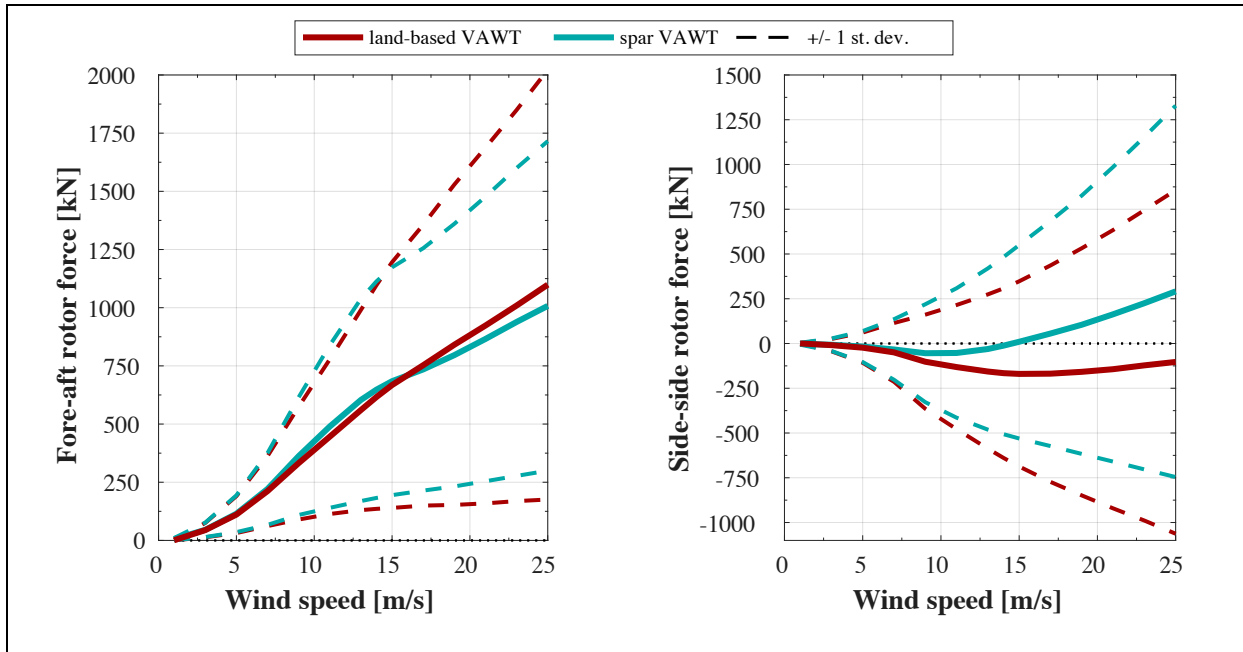 land-based VAWT spar VAWT +/- 1 st. dev.
2000
1750
1500
1250
1000
750
500
250
0
Fore-aft rotor force [kN]
0 5 10 15 20 25
Wind speed [m/s]
1500
1250
1000
750
500
250
0
-250
-500
-750
-1000
Side-side rotor force [kN]
0 5 10 15 20 25
Wind speed [m/s]